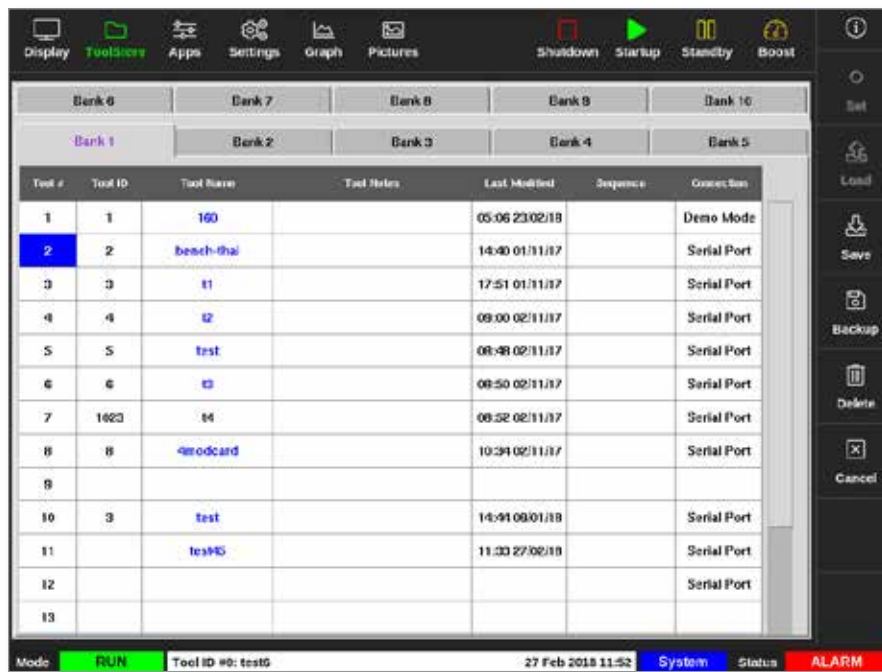 Display ToolStore Apps Settings Graph Pictures Shutdown Startup Standby Boost
Set
Load
Save
Backup
Delete
Cancel
Bank 6 Bank 7 Bank 8 Bank 9 Bank 10
Bank 1 Bank 2 Bank 3 Bank 4 Bank 5
Tool # Tool ID Tool Name Tool Notes Last Modified Sequence Connection
1 1 160 05:06 23/02/18 Demo Mode
2 2 bench-thai 14:40 01/11/17 Serial Port
3 3 t1 17:51 01/11/17 Serial Port
4 4 t2 09:00 02/11/17 Serial Port
5 5 test 08:48 02/11/17 Serial Port
6 6 t3 08:50 02/11/17 Serial Port
7 1623 t4 08:52 02/11/17 Serial Port
8 8 4modcard 10:34 02/11/17 Serial Port
9
10 3 test 14:44 Serial Port
11 11:33 27/02/18 Serial Port
12 Serial Port
13
Mode RUN Tool ID #0: test6 27 Feb 2018 11:52 System Status ALARM